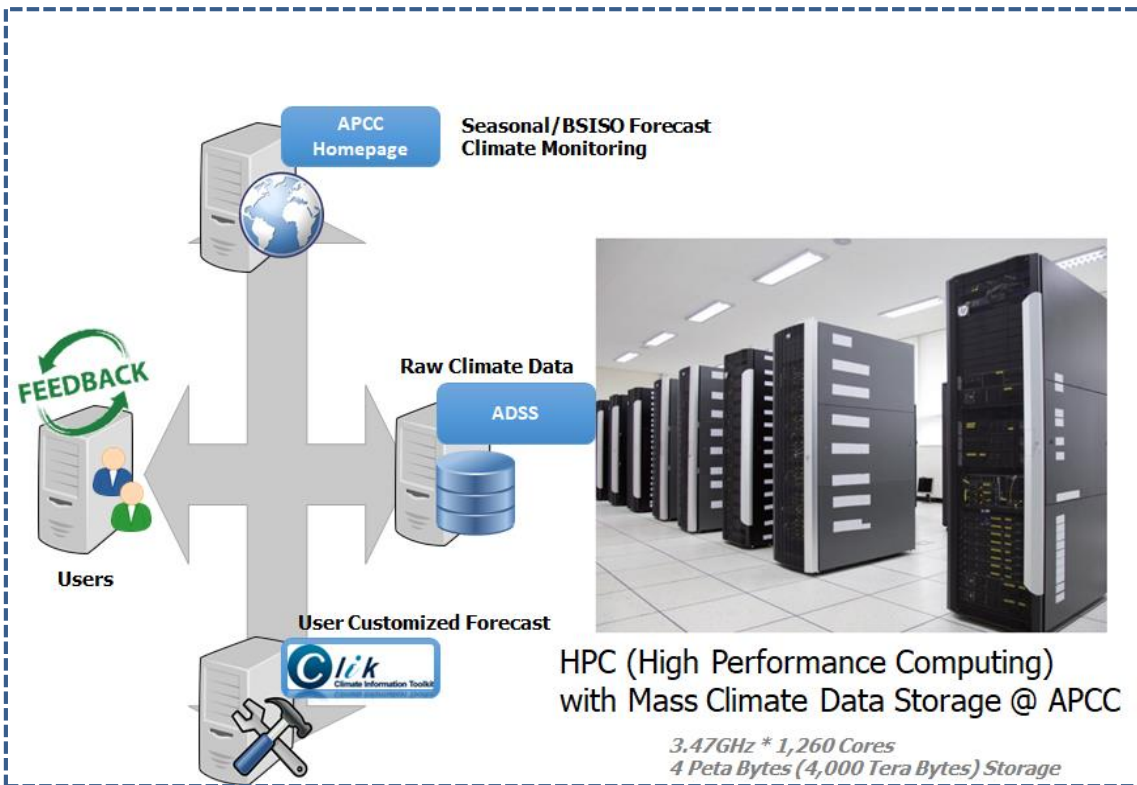 APCC
Homepage
Seasonal/BSISO Forecast
Climate Monitoring
FEEDBACK
Raw Climate Data
ADSS
Users
User Customized Forecast
Clik
Climate Information Toolkit
HPC (High Performance Computing)
with Mass Climate Data Storage @ APCC
3.47GHz * 1,260 Cores
4 Peta Bytes (4,000 Tera Bytes) Storage